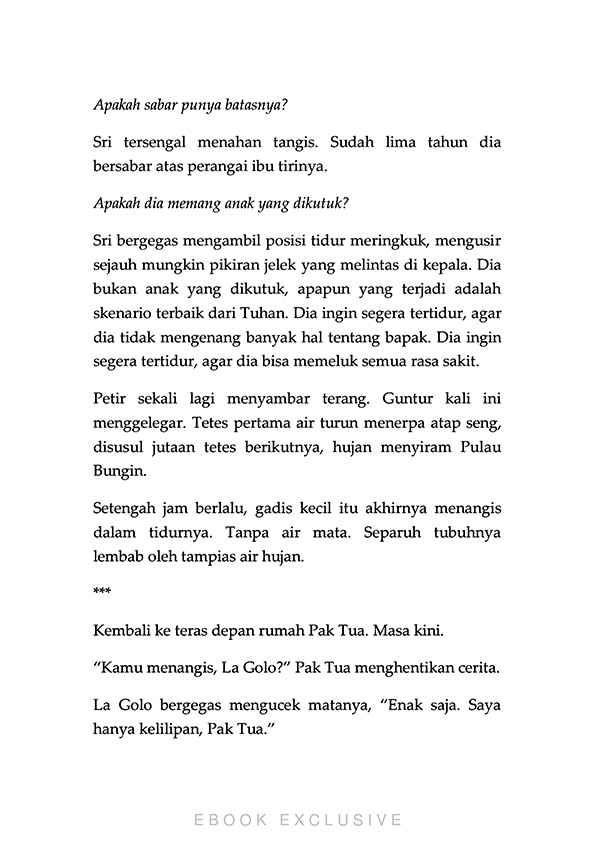 Apakah sabar punya batasnya?
Sri tersengal menahan tangis. Sudah lima tahun dia
bersabar atas perangai ibu tirinya.
Apakah dia memang anak yang dikutuk?
Sri bergegas mengambil posisi tidur meringkuk, mengusir
sejauh mungkin pikiran jelek yang melintas di kepala. Dia
bukan anak yang dikutuk, apapun yang terjadi adalah
skenario terbaik dari Tuhan. Dia ingin segera tertidur, agar
dia tidak mengenang banyak hal tentang bapak. Dia ingin
segera tertidur, agar dia bisa memeluk semua rasa sakit.
Petir sekali lagi menyambar terang. Guntur kali ini
menggelegar. Tetes pertama air turun menerpa atap seng,
disusul jutaan tetes berikutnya, hujan menyiram Pulau
Bungin.
Setengah jam berlalu, gadis kecil itu akhirnya menangis
dalam tidurnya. Tanpa air mata. Separuh tubuhnya
lembab oleh tampias air hujan.
***
Kembali ke teras depan rumah Pak Tua. Masa kini.
“Kamu menangis, La Golo?” Pak Tua menghentikan cerita.
La Golo bergegas mengucek matanya, “Enak saja. Saya
hanya kelilipan, Pak Tua.”
EBOOK EXCLUSIVE